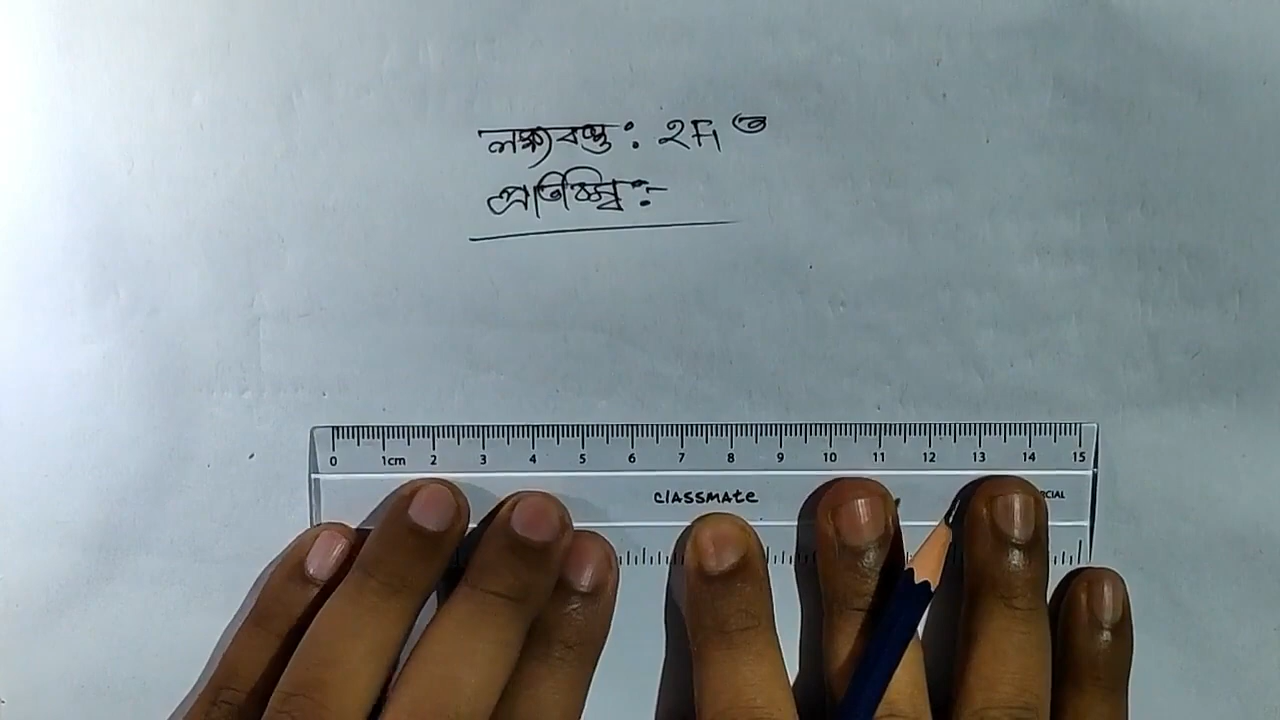 লক্ষ্যবস্তু : 2F₁ তে
প্রতিবিম্ব :-
0 1cm 2 3 4 5 6 7 8 9 10 11 12 13 14 15
classmate